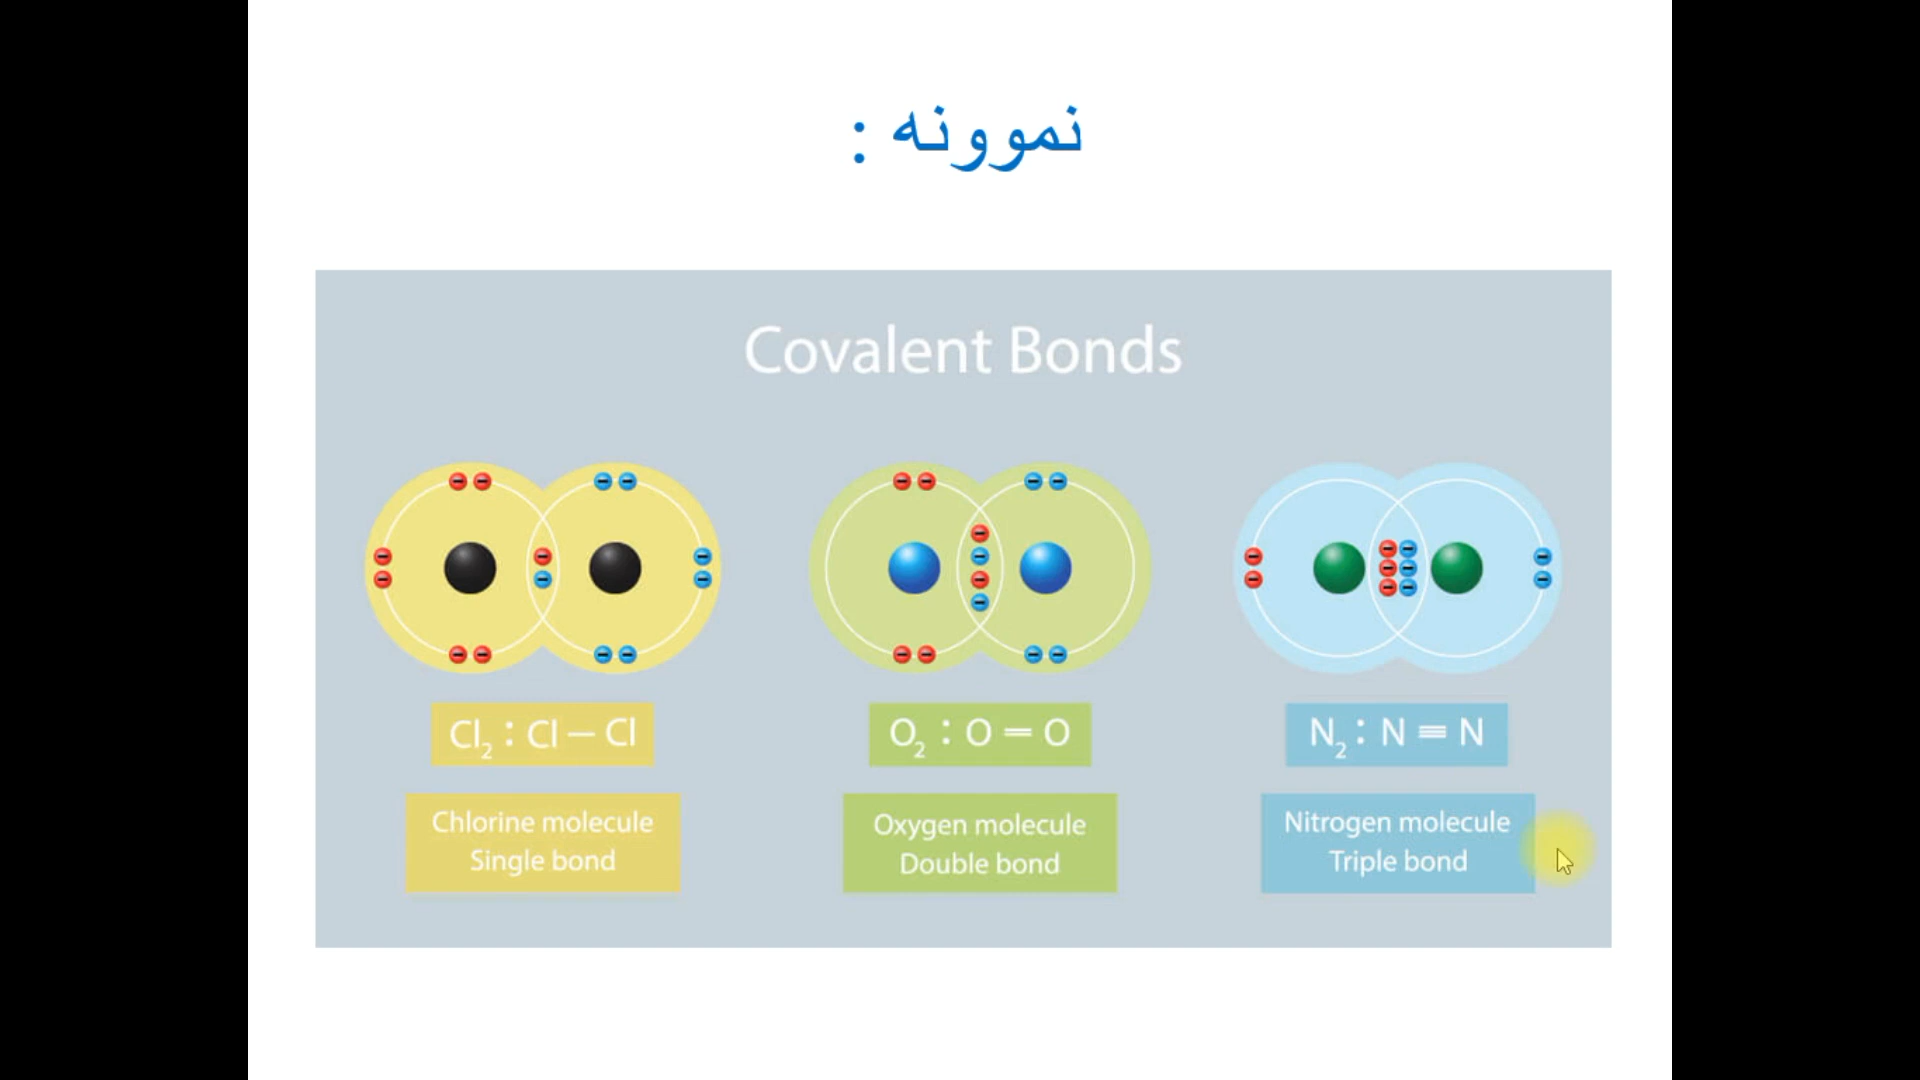 نموونه :
Covalent Bonds
Cl₂ : Cl — Cl
O₂ : O = O
N₂ : N ≡ N
Chlorine molecule
Single bond
Oxygen molecule
Double bond
Nitrogen molecule
Triple bond